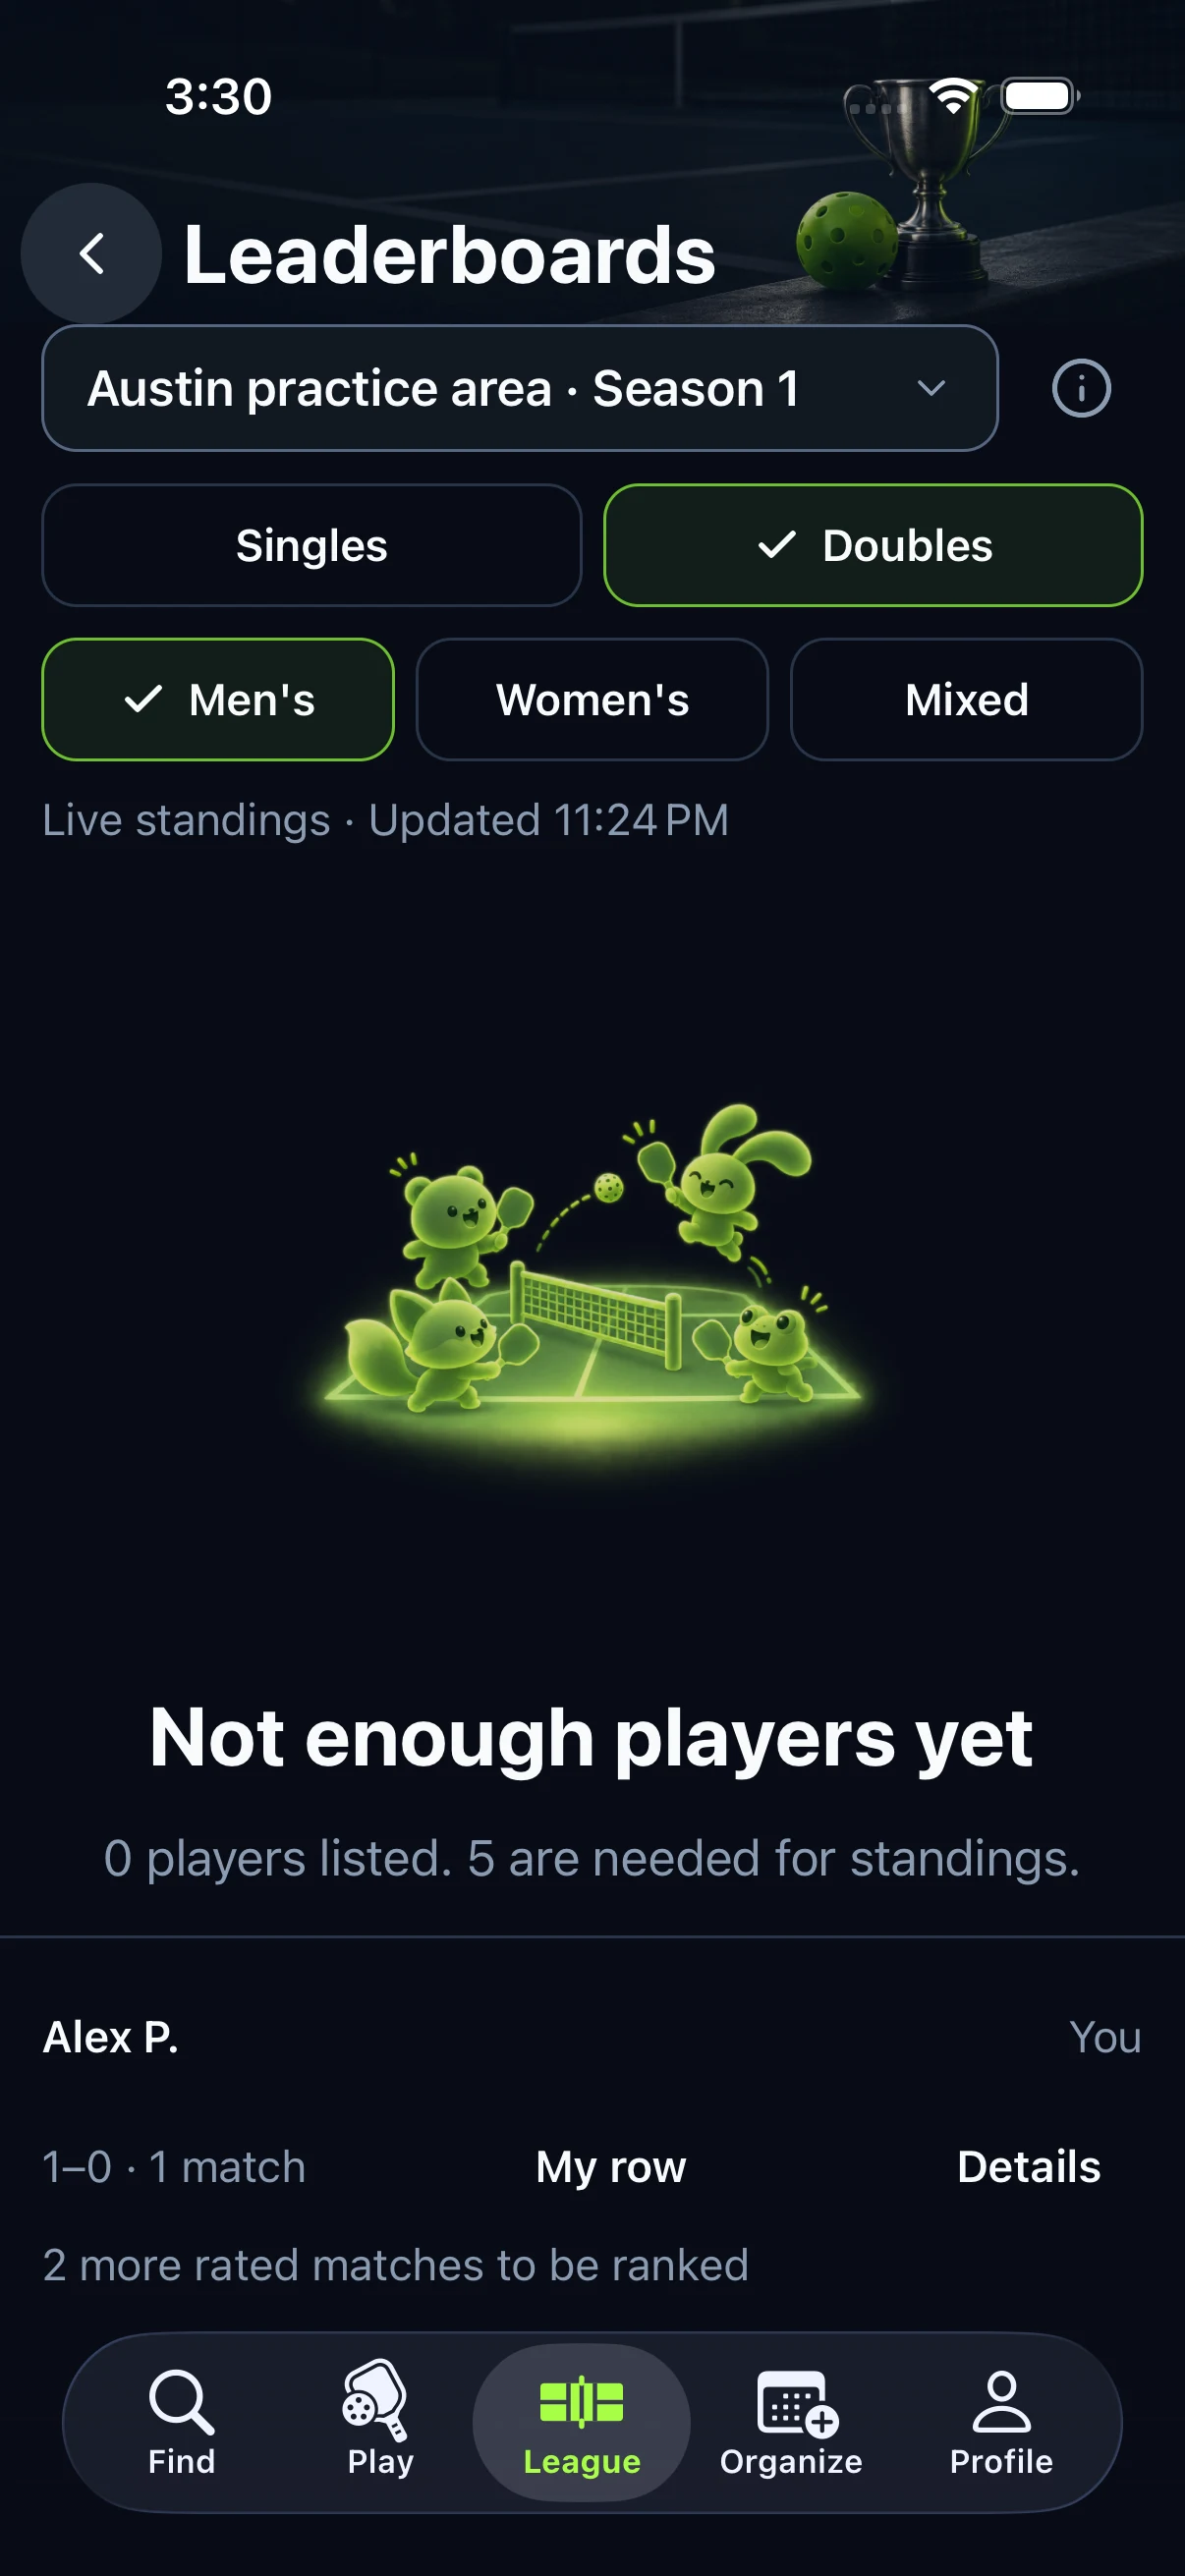 3:30
Leaderboards
Austin practice area · Season 1
Singles
Doubles
Men's
Women's
Mixed
Live standings · Updated 11:24 PM
Not enough players yet
0 players listed. 5 are needed for standings.
Alex P.
You
1–0 · 1 match
My row
Details
2 more rated matches to be ranked
Find
Play
League
Organize
Profile